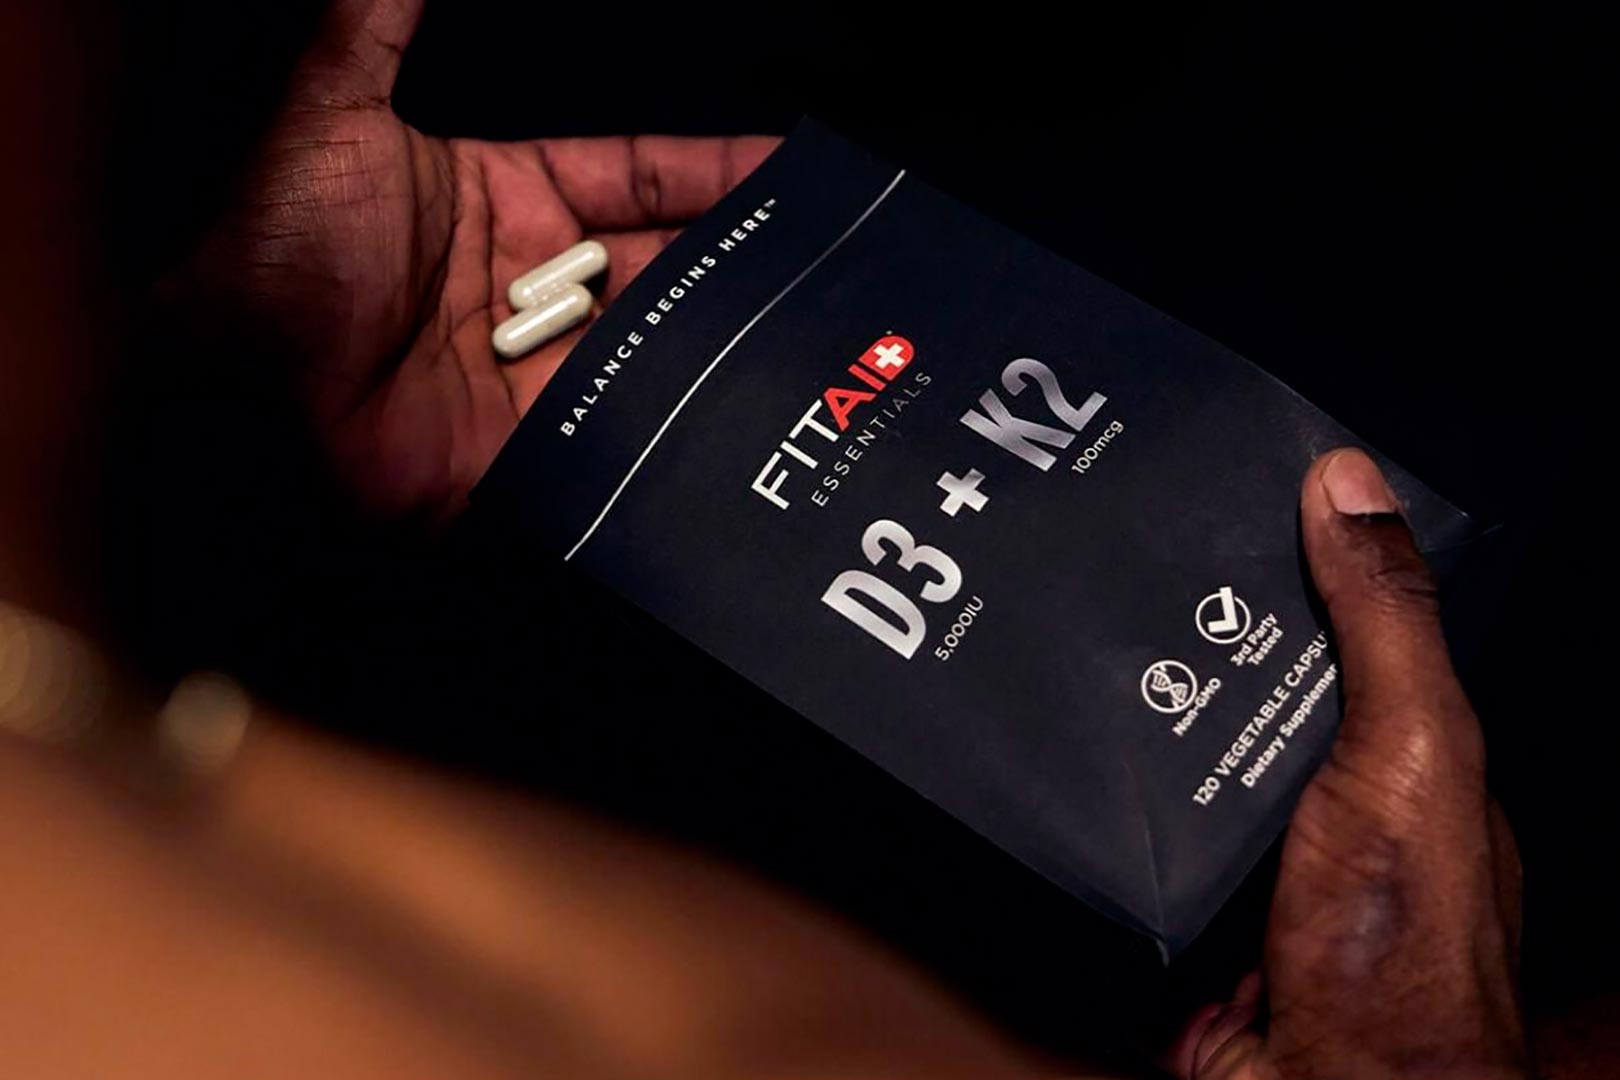 BALANCE BEGINS HERE™
FITAID™
ESSENTIALS
D3 + K2
5,000IU
100mcg
Non-GMO
3rd Party
Tested
120 VEGETABLE CAPSU
Dietary Supplemen